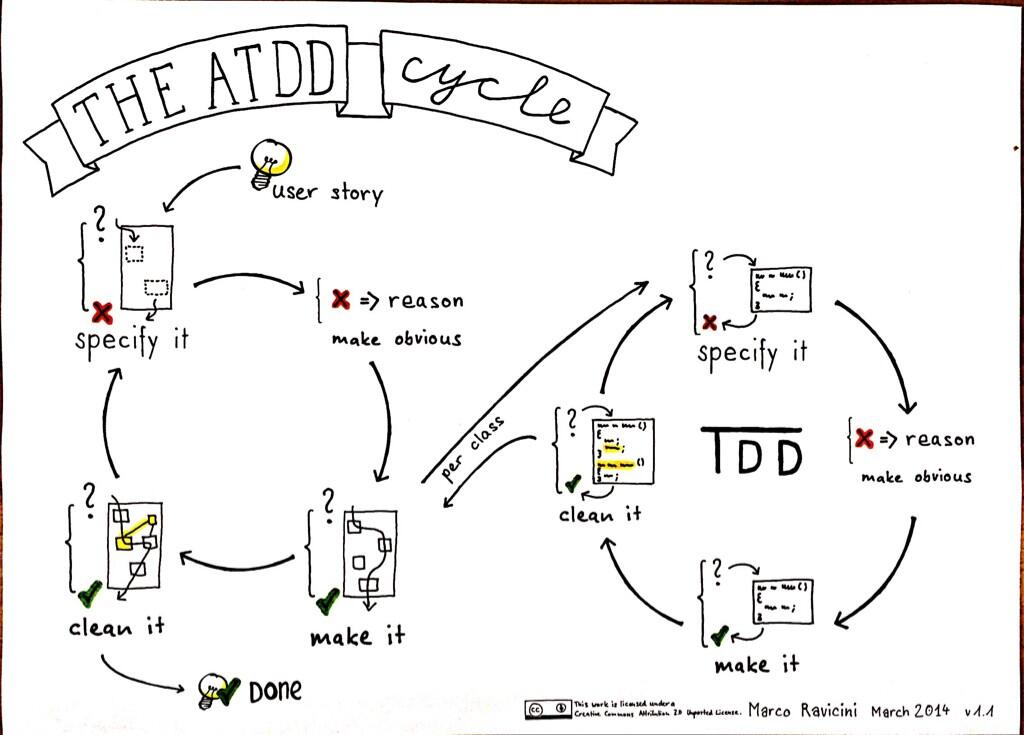 THE ATDD cycle
user story
?
specify it
=> reason
make obvious
?
make it
?
clean it
DONE
per class
TDD
?
specify it
=> reason
make obvious
?
make it
?
clean it
This work is licensed under a
Creative Commons Attribution 2.0 Unported License.
Marco Ravicini March 2014 v1.1